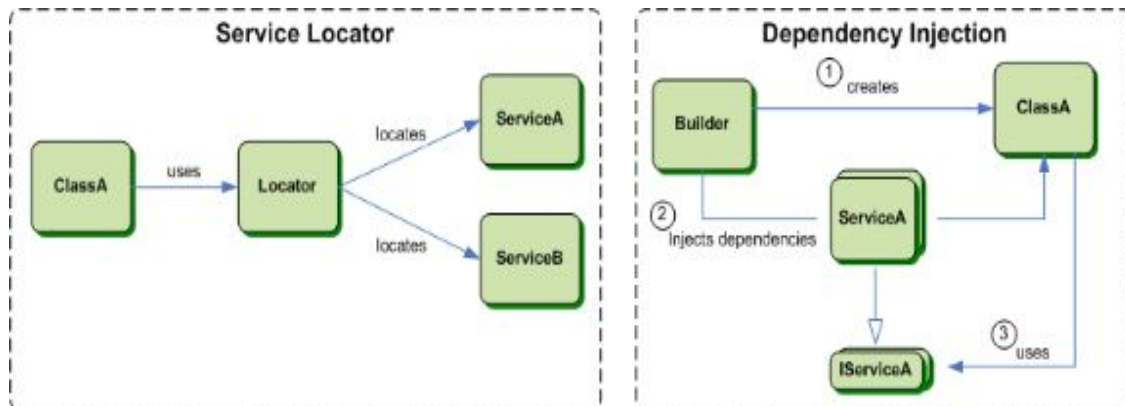 Service Locator
ServiceA
locates
ClassA
uses
Locator
locates
ServiceB
Dependency Injection
1
creates
Builder
ClassA
2
Injects dependencies
ServiceA
3
uses
IServiceA